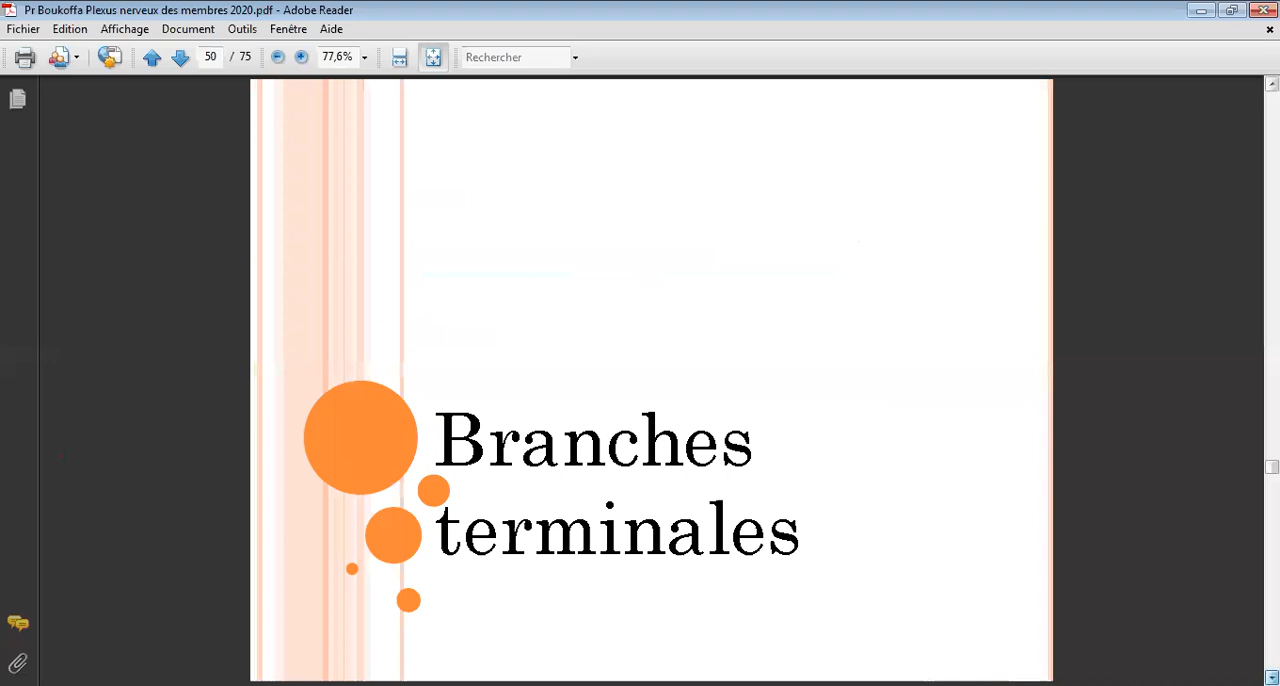 Pr Boukoffa Plexus nerveux des membres 2020.pdf - Adobe Reader
Fichier Edition Affichage Document Outils Fenêtre Aide
50 / 75 77,6% Rechercher
Branches
terminales